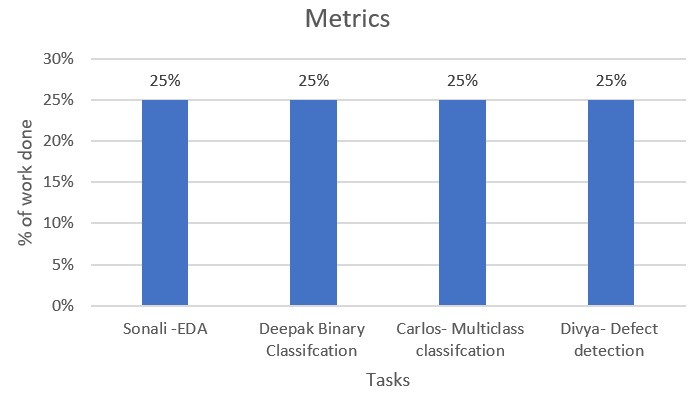 Metrics
30%
25%
20%
15%
10%
5%
0%
% of work done
25%
25%
25%
25%
Sonali -EDA
Deepak Binary
Classifcation
Carlos- Multiclass
classifcation
Divya- Defect
detection
Tasks